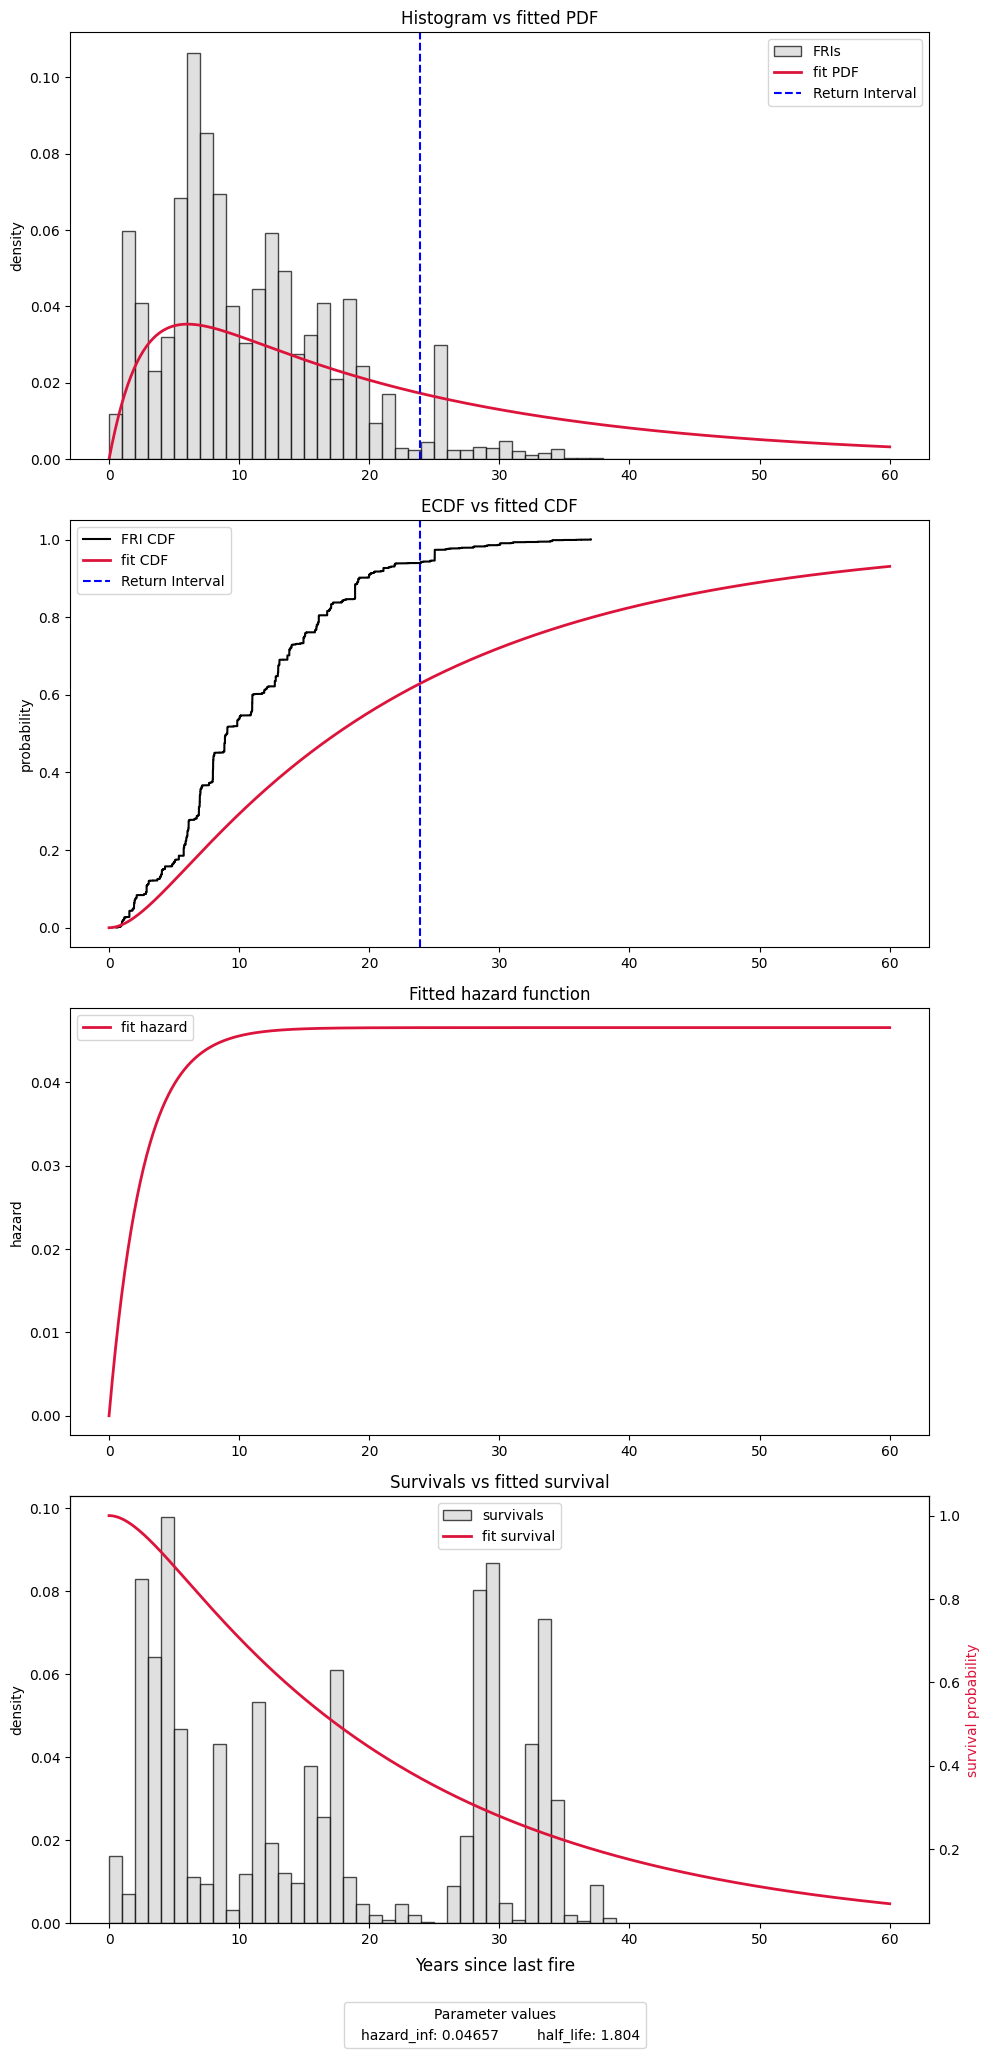 Histogram vs fitted PDF
FRIs
fit PDF
Return Interval
density
0.10
0.08
0.06
0.04
0.02
0.00
0 10 20 30 40 50 60
ECDF vs fitted CDF
FRI CDF
fit CDF
Return Interval
probability
1.0
0.8
0.6
0.4
0.2
0.0
0 10 20 30 40 50 60
Fitted hazard function
fit hazard
hazard
0.04
0.03
0.02
0.01
0.00
0 10 20 30 40 50 60
Survivals vs fitted survival
survivals
fit survival
density
0.10
0.08
0.06
0.04
0.02
0.00
survival probability
1.0
0.8
0.6
0.4
0.2
0 10 20 30 40 50 60
Years since last fire
Parameter values
hazard_inf: 0.04657 half_life: 1.804